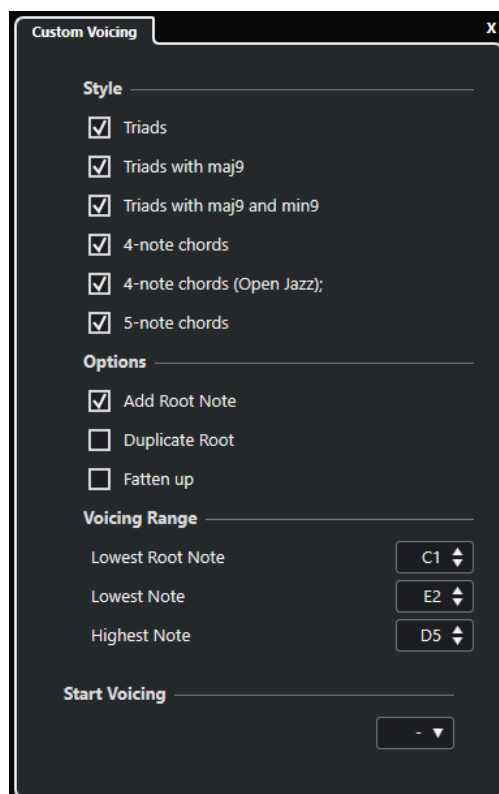 Custom Voicing X
Style
Triads
Triads with maj9
Triads with maj9 and min9
4-note chords
4-note chords (Open Jazz);
5-note chords
Options
Add Root Note
Duplicate Root
Fatten up
Voicing Range
Lowest Root Note C1
Lowest Note E2
Highest Note D5
Start Voicing
-